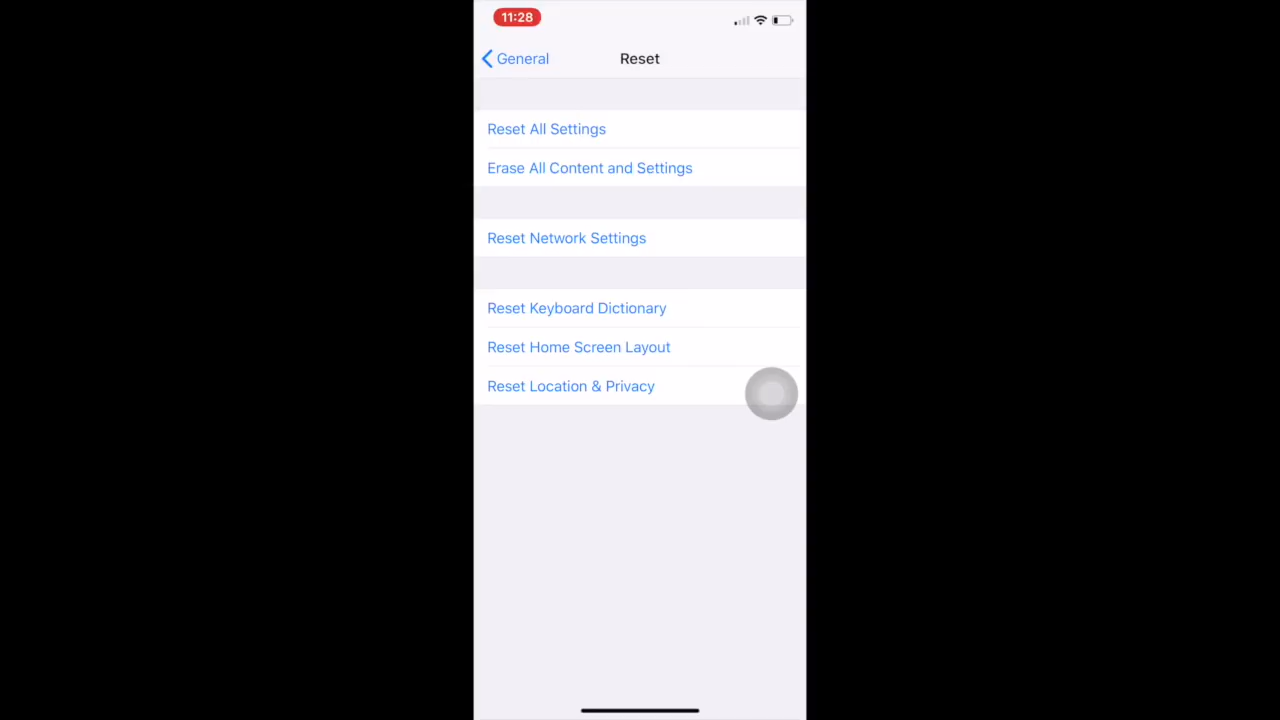 11:28
General
Reset
Reset All Settings
Erase All Content and Settings
Reset Network Settings
Reset Keyboard Dictionary
Reset Home Screen Layout
Reset Location & Privacy